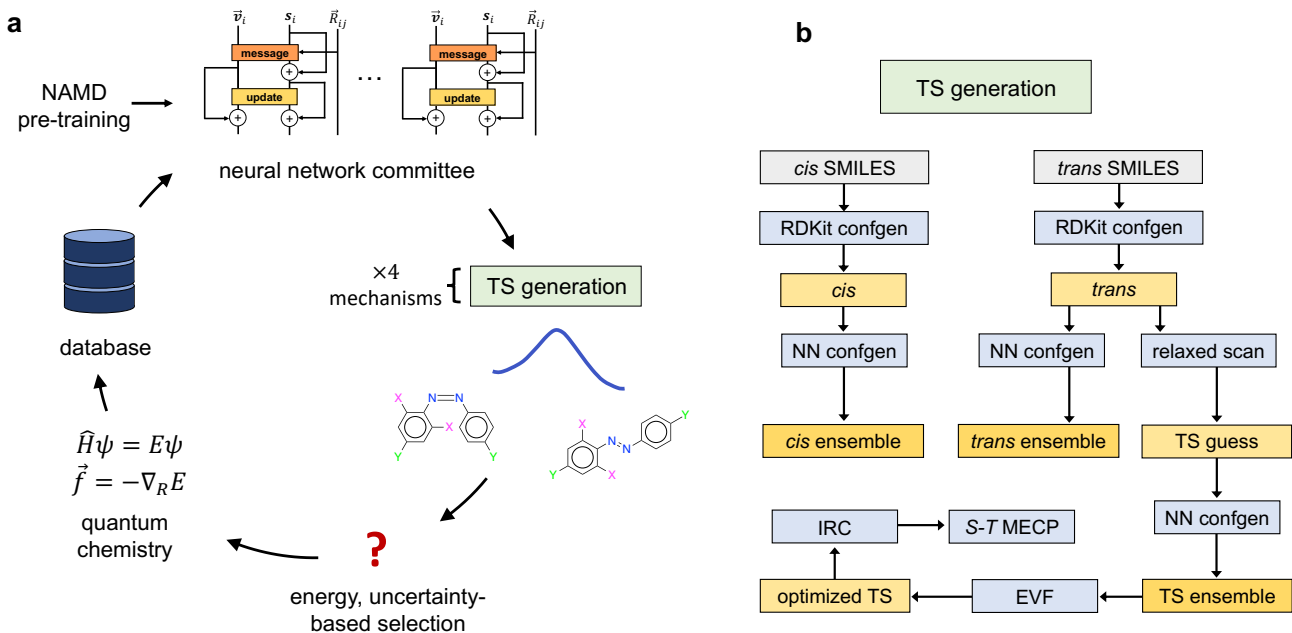 a
v⃗ᵢ sᵢ R⃗ᵢⱼ
message
+
update
+ +
...
v⃗ᵢ sᵢ R⃗ᵢⱼ
message
+
update
+ +
NAMD
pre-training
neural network committee
×4
mechanisms
TS generation
X N N
X
Y Y
X N N Y
Y X
?
energy, uncertainty-
based selection
Ĥψ = Eψ
f⃗ = −∇_R E
quantum
chemistry
database
b
TS generation
cis SMILES
RDKit confgen
cis
NN confgen
cis ensemble
trans SMILES
RDKit confgen
trans
NN confgen
trans ensemble
relaxed scan
TS guess
NN confgen
TS ensemble
EVF
optimized TS
IRC
S-T MECP